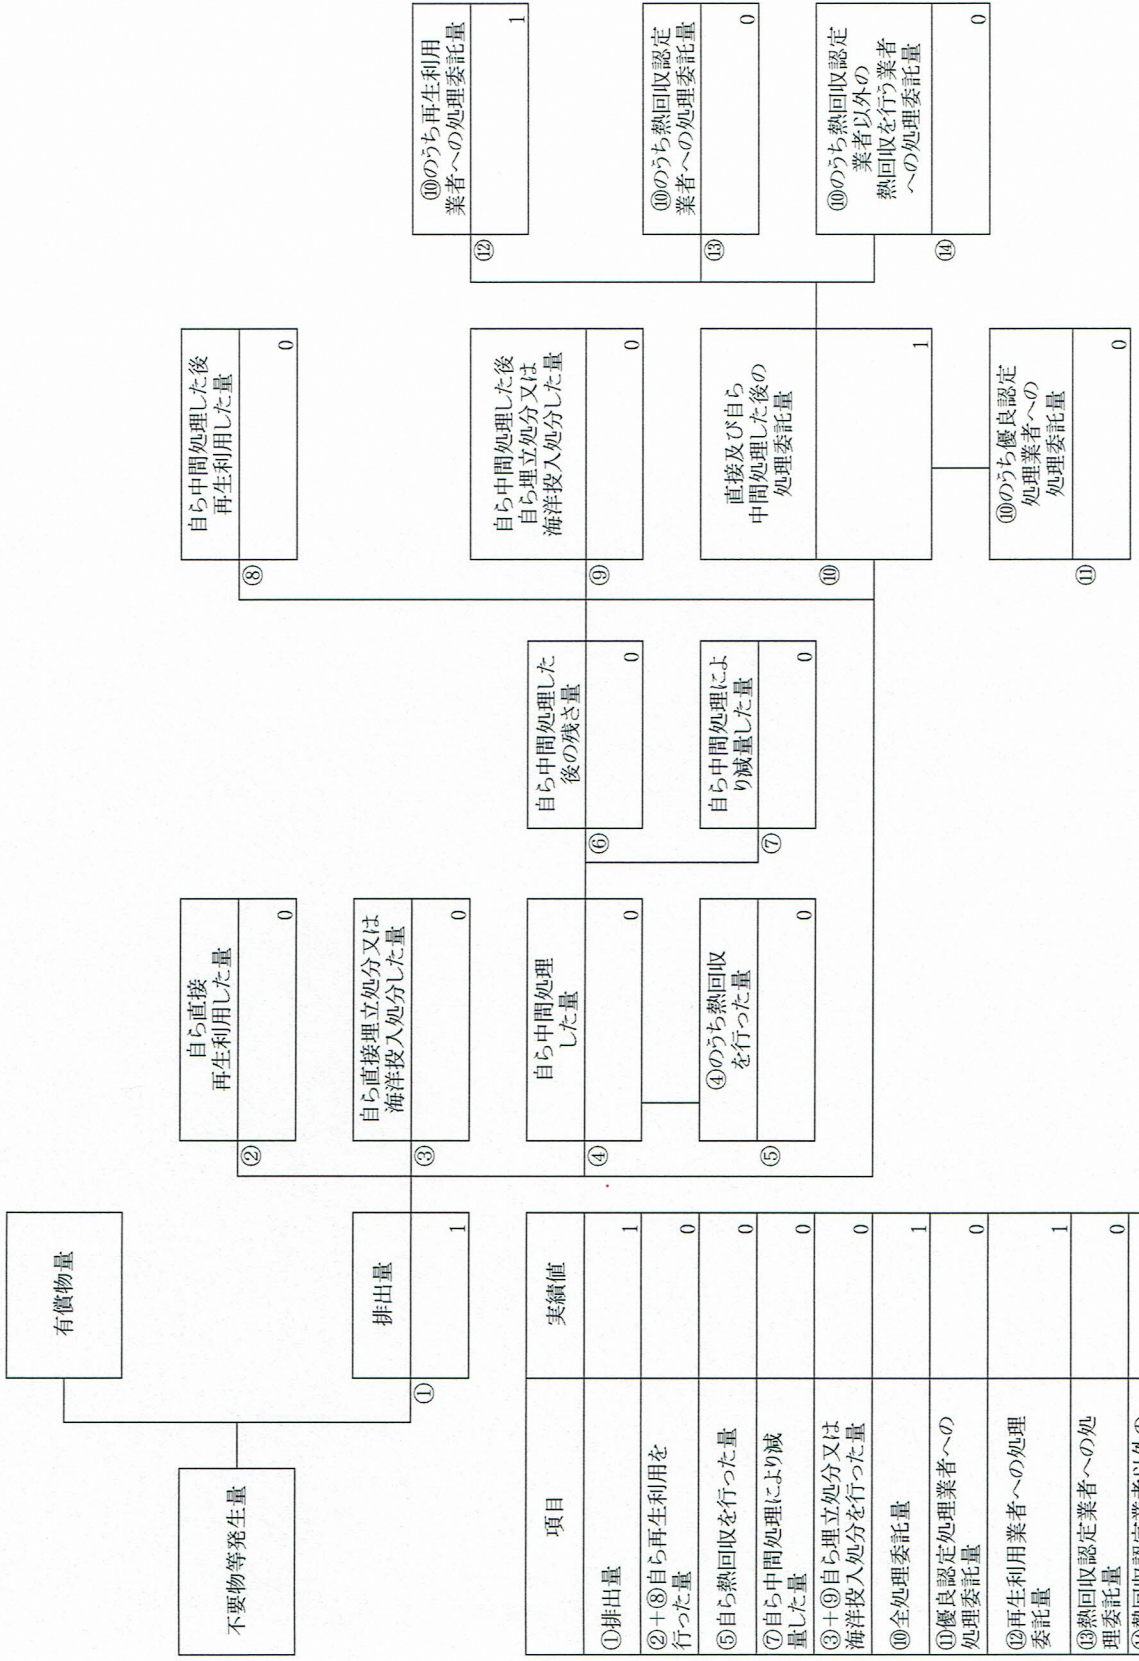 不要物等発生量
有償物量
排出量
①
1
自ら直接
再生利用した量
②
0
自ら直接埋立処分又は
海洋投入処分した量
③
0
自ら中間処理
した量
④
0
④のうち熱回収
を行った量
⑤
0
自ら中間処理した
後の残さ量
⑥
0
自ら中間処理によ
り減量した量
⑦
0
自ら中間処理した後
再生利用した量
⑧
0
自ら中間処理した後
自ら埋立処分又は
海洋投入処分した量
⑨
0
直接及び自ら
中間処理した後の
処理委託量
⑩
1
⑩のうち優良認定
処理業者への
処理委託量
⑪
0
⑩のうち再生利用
業者への処理委託量
⑫
1
⑩のうち熱回収認定
業者への処理委託量
⑬
0
⑩のうち熱回収認定
業者以外の
熱回収を行う業者
への処理委託量
⑭
0
項目 実績値
①排出量 1
②+⑧自ら再生利用を
行った量 0
⑤自ら熱回収を行った量 0
⑦自ら中間処理により減
量した量 0
③+⑨自ら埋立処分又は
海洋投入処分を行った量 0
⑩全処理委託量 1
⑪優良認定処理業者への
処理委託量 0
⑫再生利用業者への処理
委託量 1
⑬熱回収認定業者への処
理委託量 0